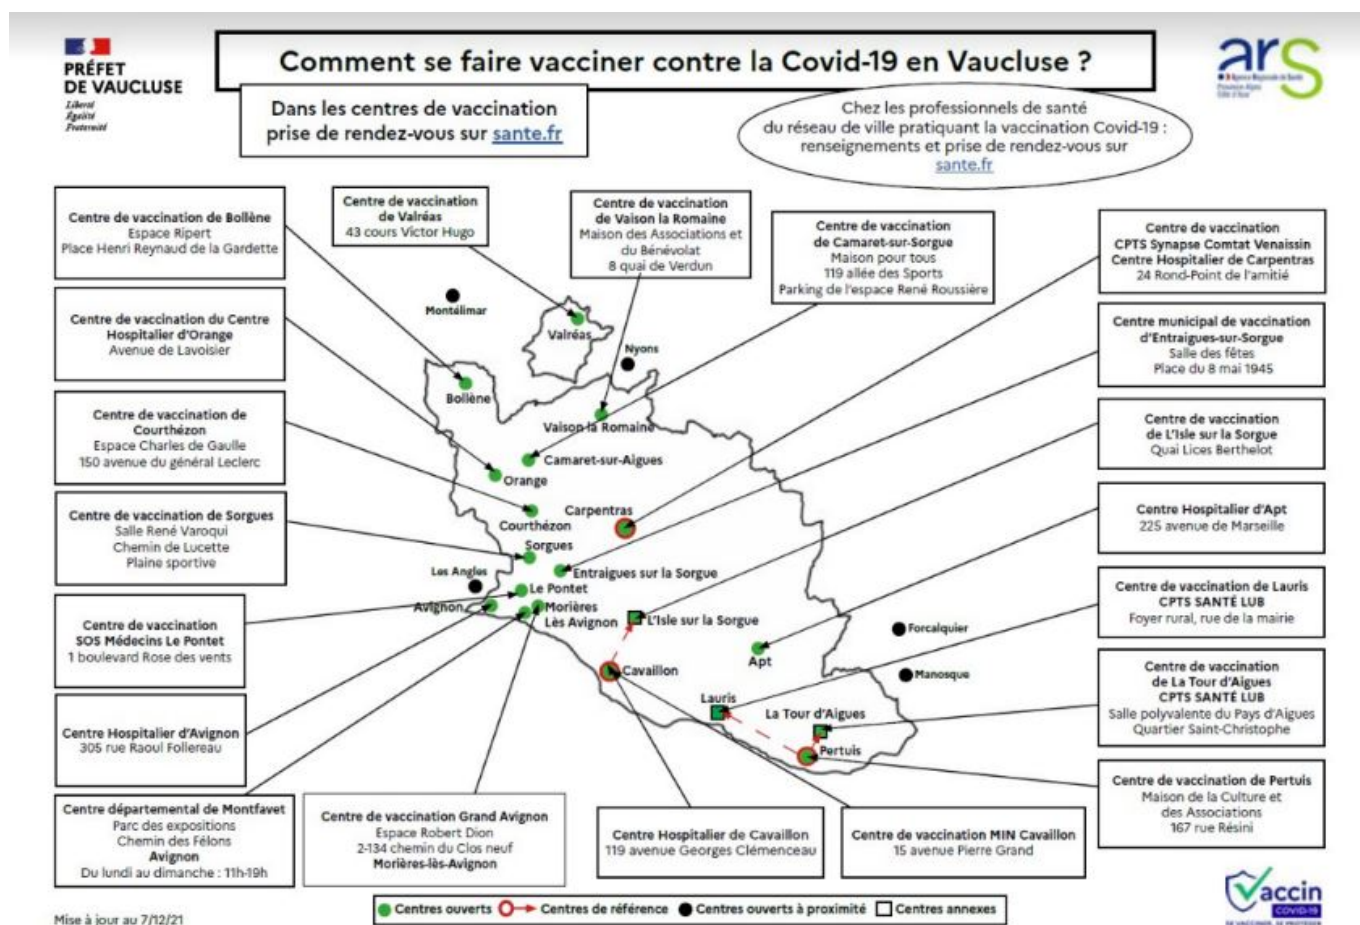 PRÉFET
DE VAUCLUSE
Liberté
Égalité
Fraternité
Comment se faire vacciner contre la Covid-19 en Vaucluse ?
ars
Agence Régionale de Santé
Provence-Alpes
Côte d'Azur
Dans les centres de vaccination
prise de rendez-vous sur sante.fr
Chez les professionnels de santé
du réseau de ville pratiquant la vaccination Covid-19 :
renseignements et prise de rendez-vous sur
sante.fr
Centre de vaccination de Bollène
Espace Ripert
Place Henri Reynaud de la Gardette
Centre de vaccination
de Valréas
43 cours Victor Hugo
Centre de vaccination
de Vaison la Romaine
Maison des Associations et
du Bénévolat
8 quai de Verdun
Centre de vaccination
de Camaret-sur-Sorgue
Maison pour tous
119 allée des Sports
Parking de l'espace René Roussière
Centre de vaccination
CPTS Synapse Comtat Venaissin
Centre Hospitalier de Carpentras
24 Rond-Point de l'amitié
Centre de vaccination du Centre
Hospitalier d'Orange
Avenue de Lavoisier
Centre municipal de vaccination
d'Entraigues-sur-Sorgue
Salle des fêtes
Place du 8 mai 1945
Centre de vaccination de
Courthézon
Espace Charles de Gaulle
150 avenue du général Leclerc
Centre de vaccination
de L'Isle sur la Sorgue
Quai Lices Berthelot
Centre de vaccination de Sorgues
Salle René Varoqui
Chemin de Lucette
Plaine sportive
Centre Hospitalier d'Apt
225 avenue de Marseille
Centre de vaccination
SOS Médecins Le Pontet
1 boulevard Rose des vents
Centre de vaccination de Lauris
CPTS SANTÉ LUB
Foyer rural, rue de la mairie
Centre Hospitalier d'Avignon
305 rue Raoul Follereau
Centre de vaccination
de La Tour d'Aigues
CPTS SANTÉ LUB
Salle polyvalente du Pays d'Aigues
Quartier Saint-Christophe
Centre départemental de Montfavet
Parc des expositions
Chemin des Félons
Avignon
Du lundi au dimanche : 11h-19h
Centre de vaccination Grand Avignon
Espace Robert Dion
2-134 chemin du Clos neuf
Morières-lès-Avignon
Centre Hospitalier de Cavaillon
119 avenue Georges Clémenceau
Centre de vaccination MIN Cavaillon
15 avenue Pierre Grand
Centre de vaccination de Pertuis
Maison de la Culture et
des Associations
167 rue Résini
Montélimar
Valréas
Nyons
Bollène
Vaison la Romaine
Camaret-sur-Aigues
Orange
Carpentras
Courthézon
Sorgues
Entraigues sur la Sorgue
Les Angles
Le Pontet
Avignon
Morières
Lès Avignon
L'Isle sur la Sorgue
Forcalquier
Apt
Cavaillon
Manosque
Lauris
La Tour d'Aigues
Pertuis
Centres ouverts
Centres de référence
Centres ouverts à proximité
Centres annexes
Mise à jour au 7/12/21
Vaccin
COVID-19
SE VACCINER, SE PROTÉGER